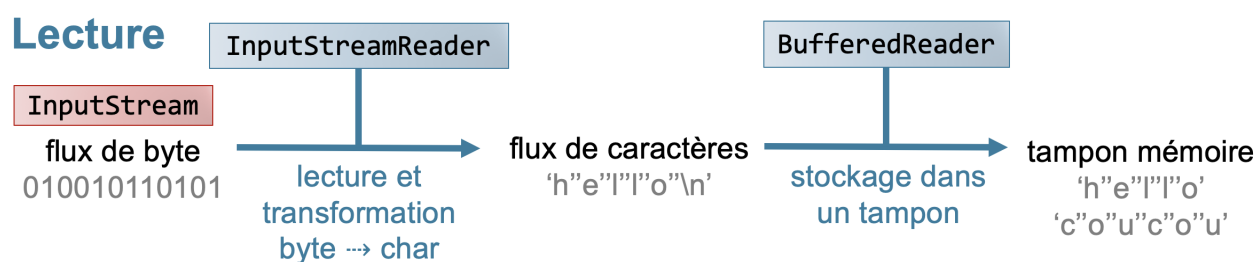 Lecture
InputStreamReader
BufferedReader
InputStream
flux de byte
010010110101
lecture et
transformation
byte ⇢ char
flux de caractères
‘h’’e’’l’’l’’o’’\n’
stockage dans
un tampon
tampon mémoire
‘h’’e’’l’’l’’o’
‘c’’o’’u’’c’’o’’u’